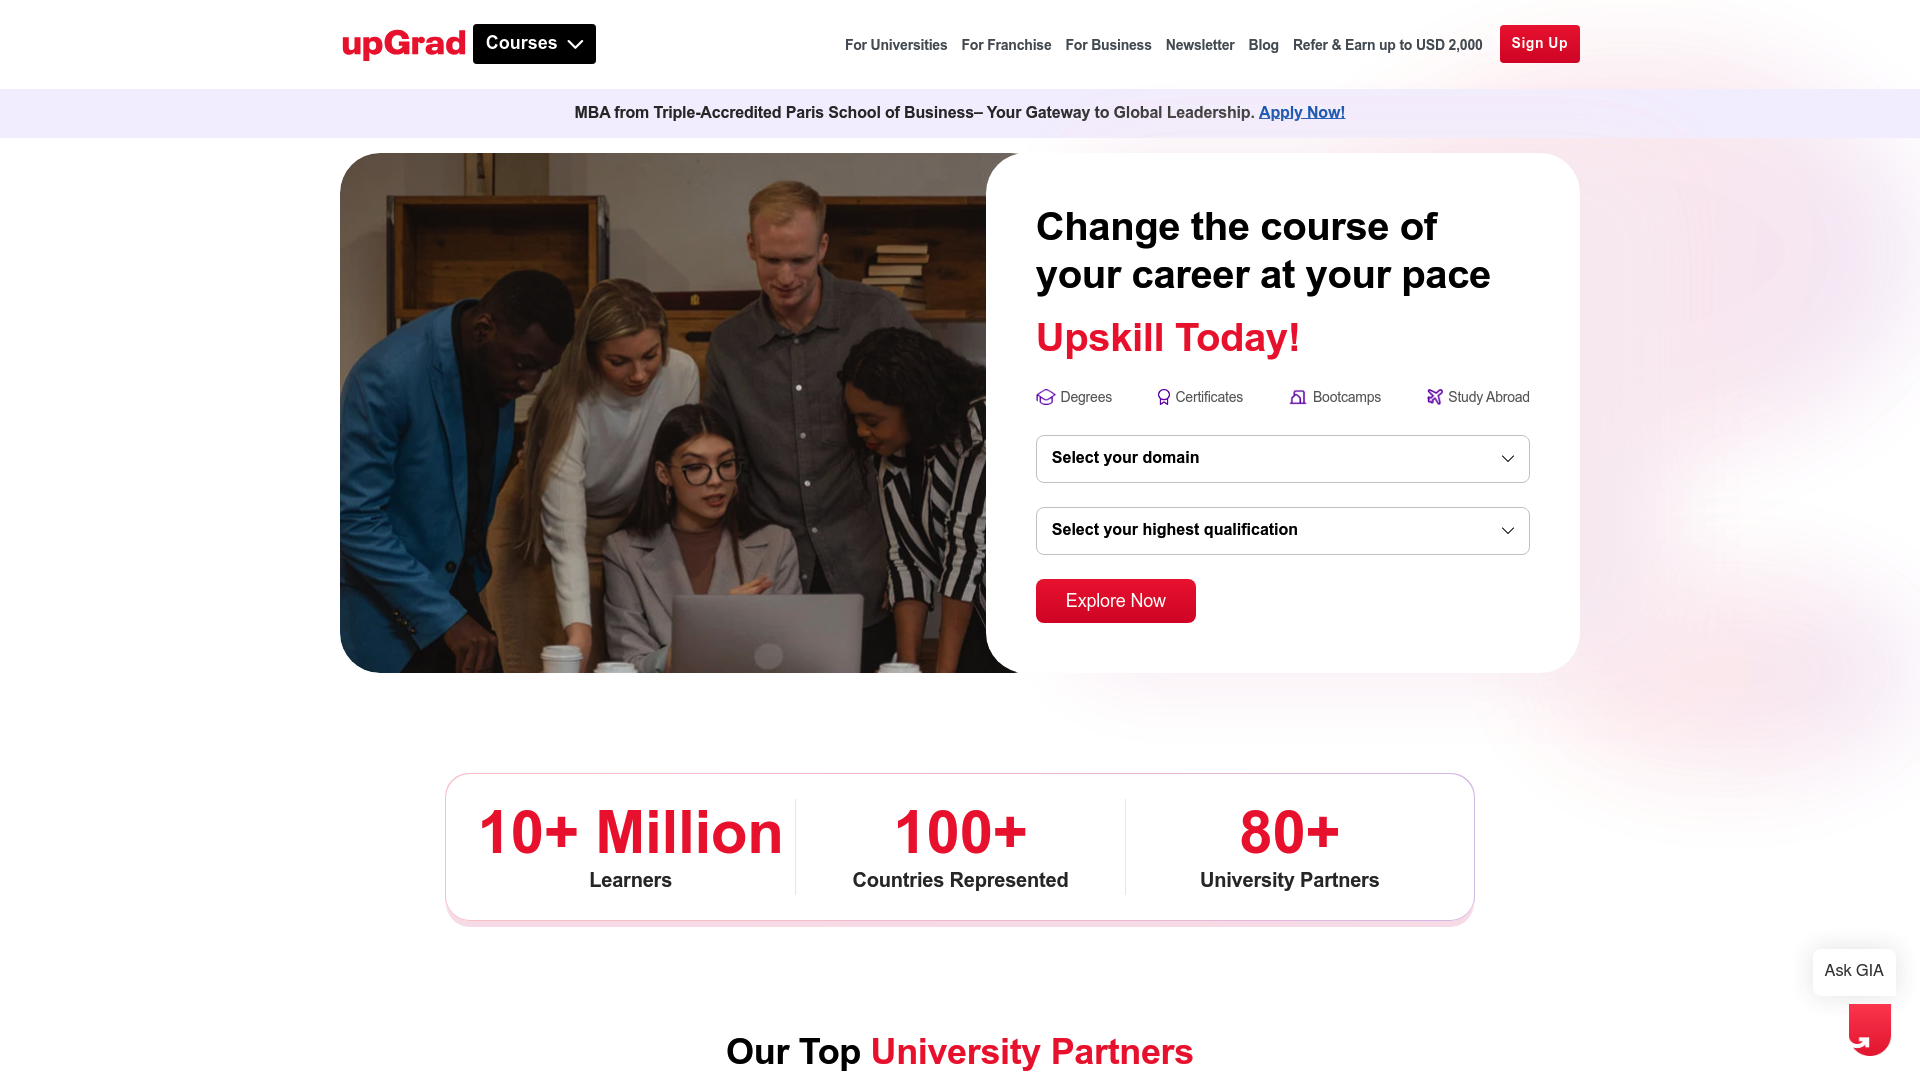 upGrad
Courses
For Universities
For Franchise
For Business
Newsletter
Blog
Refer & Earn up to USD 2,000
Sign Up
MBA from Triple-Accredited Paris School of Business– Your Gateway to Global Leadership. Apply Now!
Change the course of
your career at your pace
Upskill Today!
Degrees
Certificates
Bootcamps
Study Abroad
Select your domain
Select your highest qualification
Explore Now
10+ Million
Learners
100+
Countries Represented
80+
University Partners
Ask GIA
Our Top University Partners